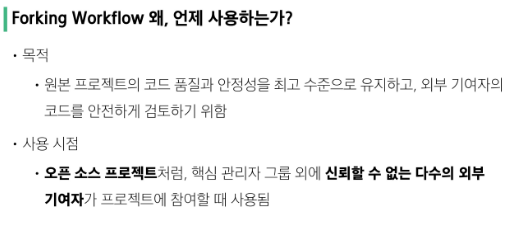 Forking Workflow 왜, 언제 사용하는가?
• 목적
• 원본 프로젝트의 코드 품질과 안정성을 최고 수준으로 유지하고, 외부 기여자의
코드를 안전하게 검토하기 위함
• 사용 시점
• 오픈 소스 프로젝트처럼, 핵심 관리자 그룹 외에 신뢰할 수 없는 다수의 외부
기여자가 프로젝트에 참여할 때 사용됨